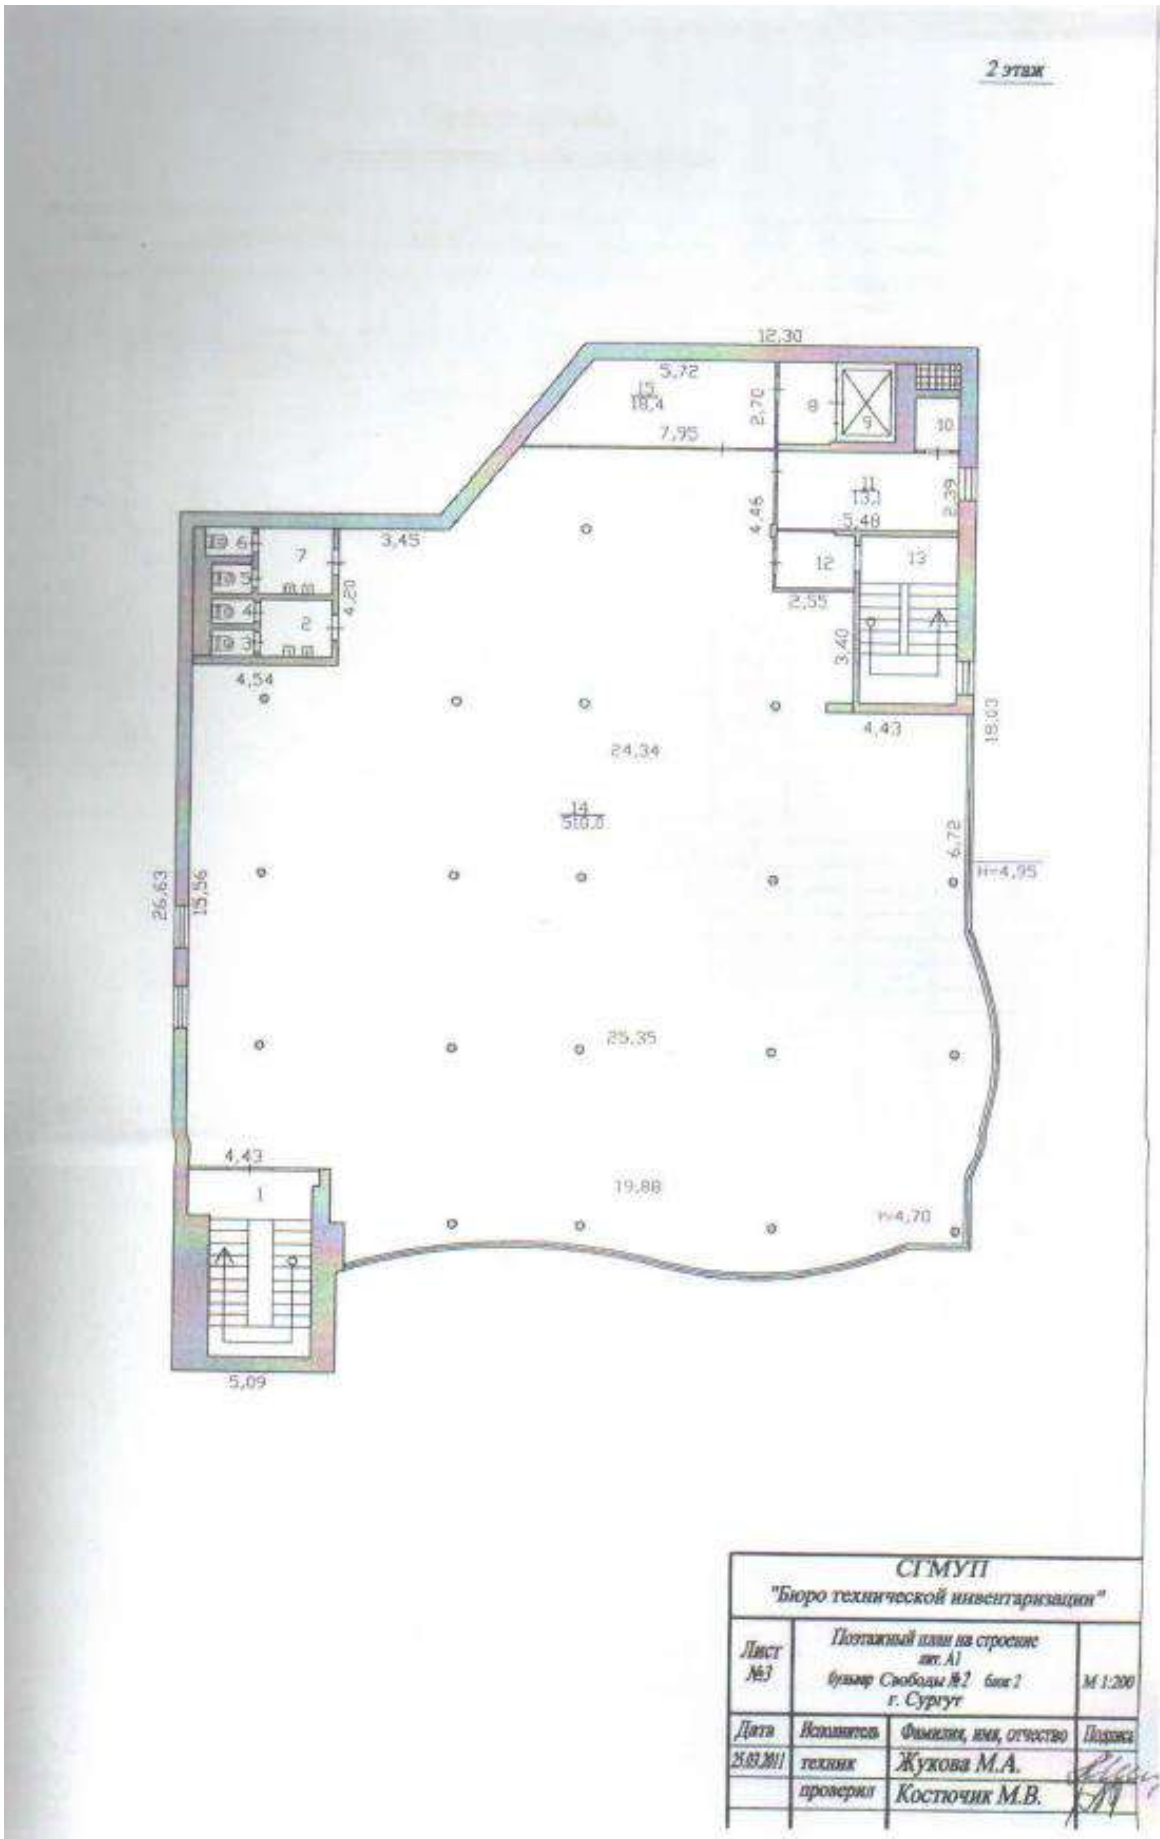 2 этаж
12,30
5,72
15
18,4
2,70
8
9
10
7,95
11
13,1
2,39
5,48
4,46
3,45
6
7
5
4
2
3
4,20
12
13
2,55
3,40
4,54
4,43
18,03
24,34
14
510,0
6,72
H=4,95
26,63
15,56
25,35
4,43
1
19,88
h=4,70
5,09
СГМУП
"Бюро технической инвентаризации"
Лист
№3
Поэтажный план на строение
лит. А1
бульвар Свободы №2 блок 2
г. Сургут
М 1:200
Дата Исполнитель Фамилия, имя, отчество Подпись
25.03.2011 техник Жукова М.А.
проверил Костючик М.В.